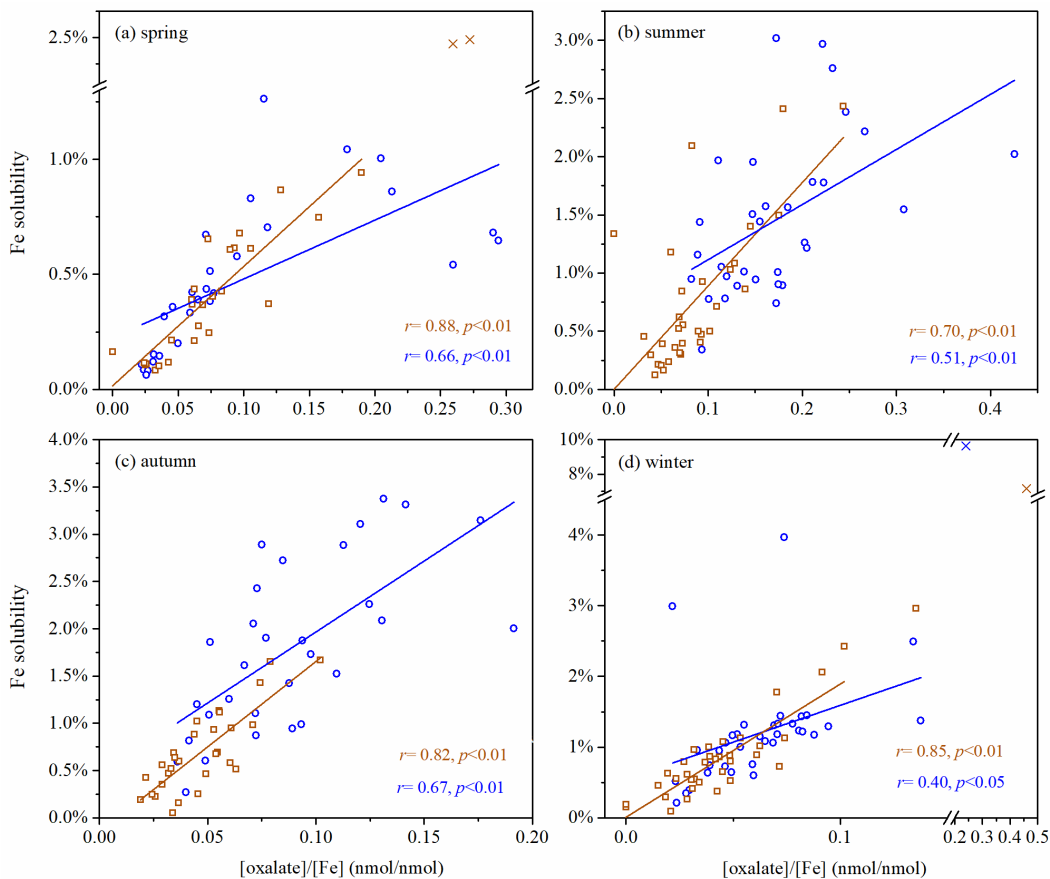 (a) spring
2.5%
1.0%
0.5%
0.0%
Fe solubility
r= 0.88, p<0.01
r= 0.66, p<0.01
0.00 0.05 0.10 0.15 0.20 0.25 0.30
(b) summer
3.0%
2.5%
2.0%
1.5%
1.0%
0.5%
0.0%
r= 0.70, p<0.01
r= 0.51, p<0.01
0.0 0.1 0.2 0.3 0.4
(c) autumn
4.0%
3.5%
3.0%
2.5%
2.0%
1.5%
1.0%
0.5%
0.0%
Fe solubility
r= 0.82, p<0.01
r= 0.67, p<0.01
0.00 0.05 0.10 0.15 0.20
[oxalate]/[Fe] (nmol/nmol)
(d) winter
10%
8%
4%
3%
2%
1%
0%
r= 0.85, p<0.01
r= 0.40, p<0.05
0.0 0.1 0.2 0.3 0.4 0.5
[oxalate]/[Fe] (nmol/nmol)